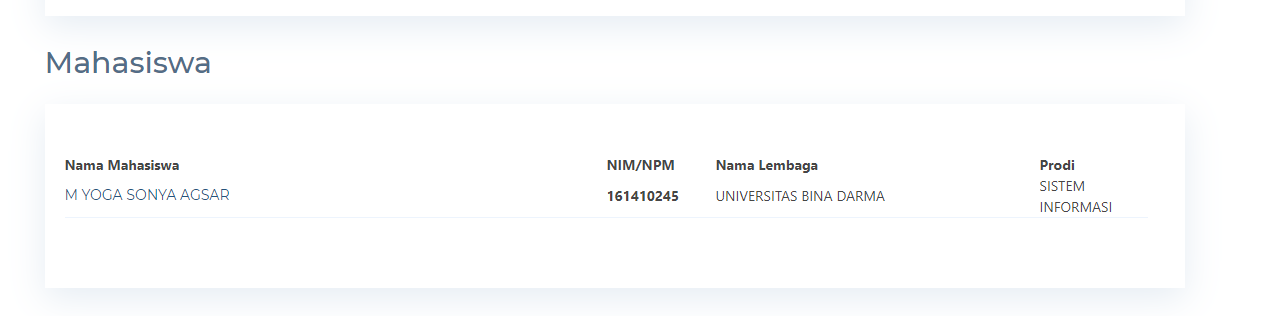 Mahasiswa
Nama Mahasiswa NIM/NPM Nama Lembaga Prodi
M YOGA SONYA AGSAR 161410245 UNIVERSITAS BINA DARMA SISTEM
INFORMASI